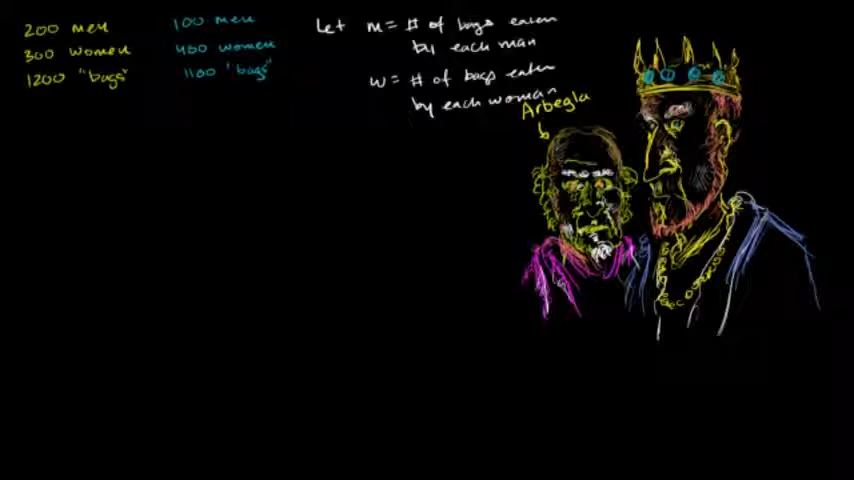 200 men
300 women
1200 "bags"
100 men
400 women
1100 "bags"
Let m = # of bags eaten
by each man
w = # of bags eaten
by each woman
Arbegla